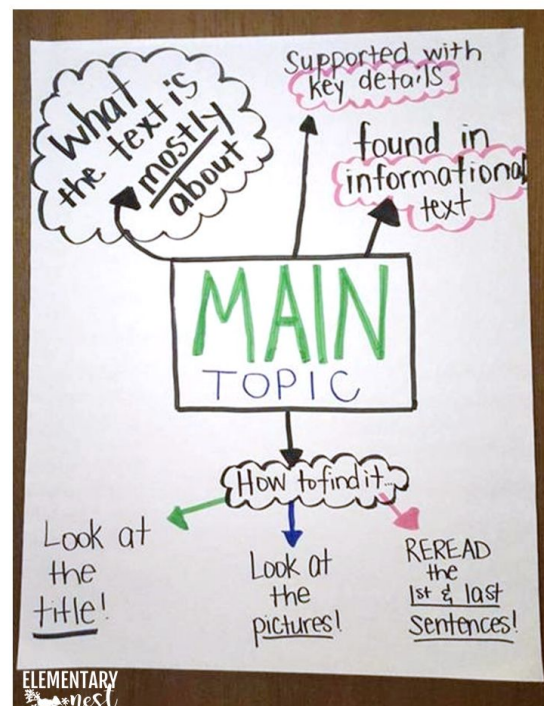 What
the text is
mostly
about
Supported with
key details
found in
informational
text
MAIN
TOPIC
How to find it...
Look at
the
title!
Look at
the
pictures!
REREAD
the
1st & last
sentences!
ELEMENTARY
nest